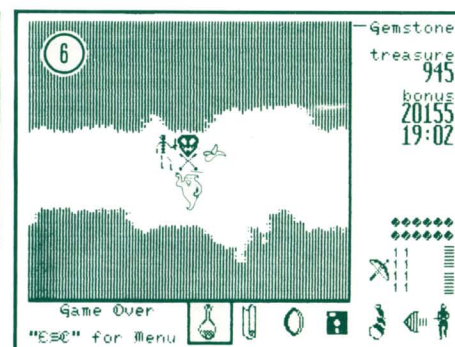 6
Gemstone
treasure
945
bonus
20155
19:02
Game Over
"ESC" for Menu